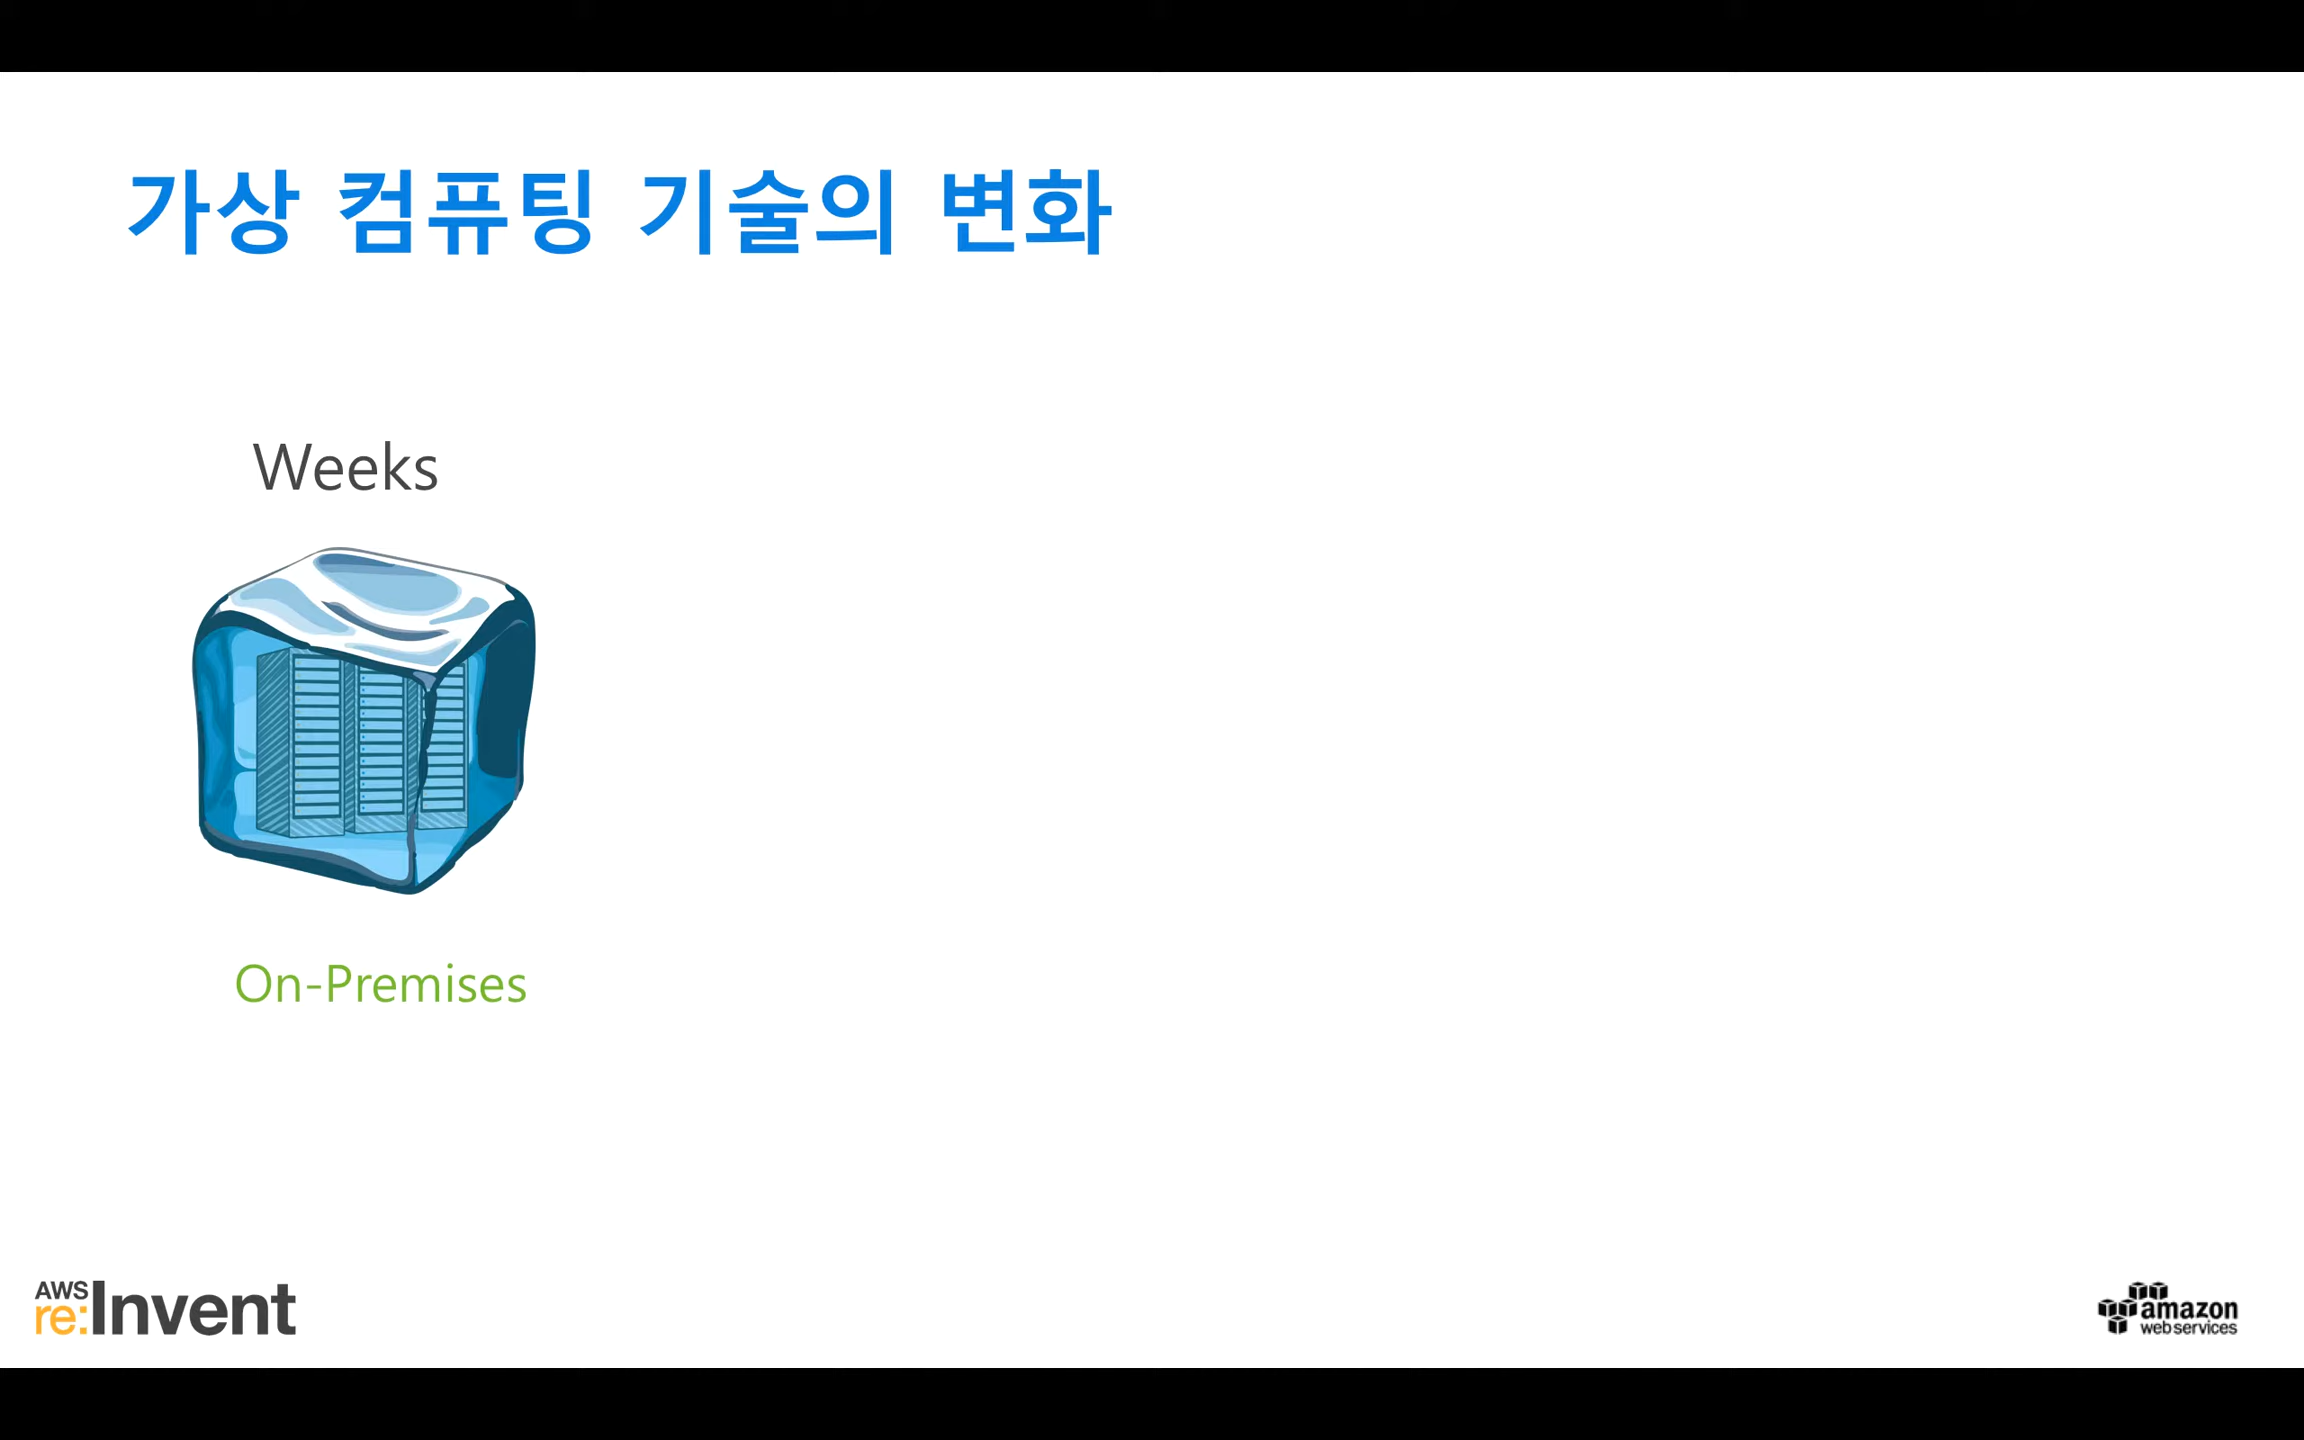 가상 컴퓨팅 기술의 변화
Weeks
On-Premises
AWS
re:Invent
amazon
web services